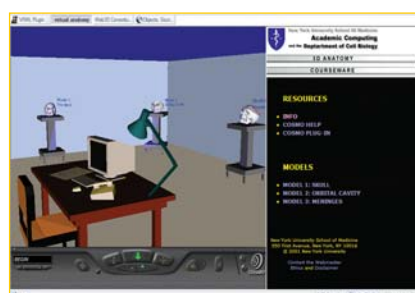 VRML Plugin
virtual anatomy
New York University School of Medicine
Academic Computing
and the Department of Cell Biology
3D ANATOMY
COURSEWARE
RESOURCES
INFO
COSMO HELP
COSMO PLUG-IN
MODELS
MODEL 1: SKULL
MODEL 2: ORBITAL CAVITY
MODEL 3: MENINGES
New York University School of Medicine
550 First Avenue, New York, NY 10016
© 2001 New York University
Contact the Webmaster
and Disclaimer